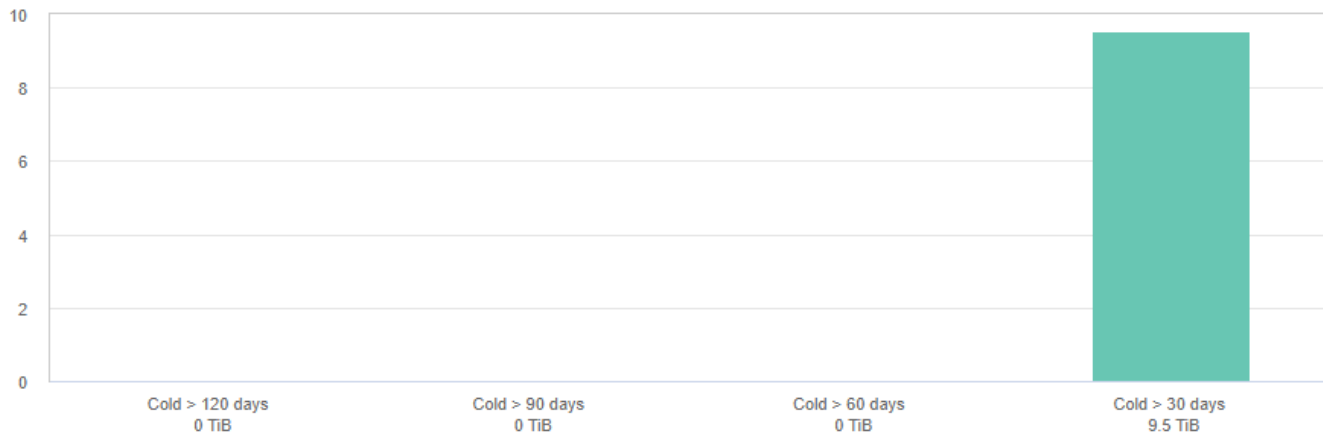 10
8
6
4
2
0
Cold > 120 days
0 TiB
Cold > 90 days
0 TiB
Cold > 60 days
0 TiB
Cold > 30 days
9.5 TiB